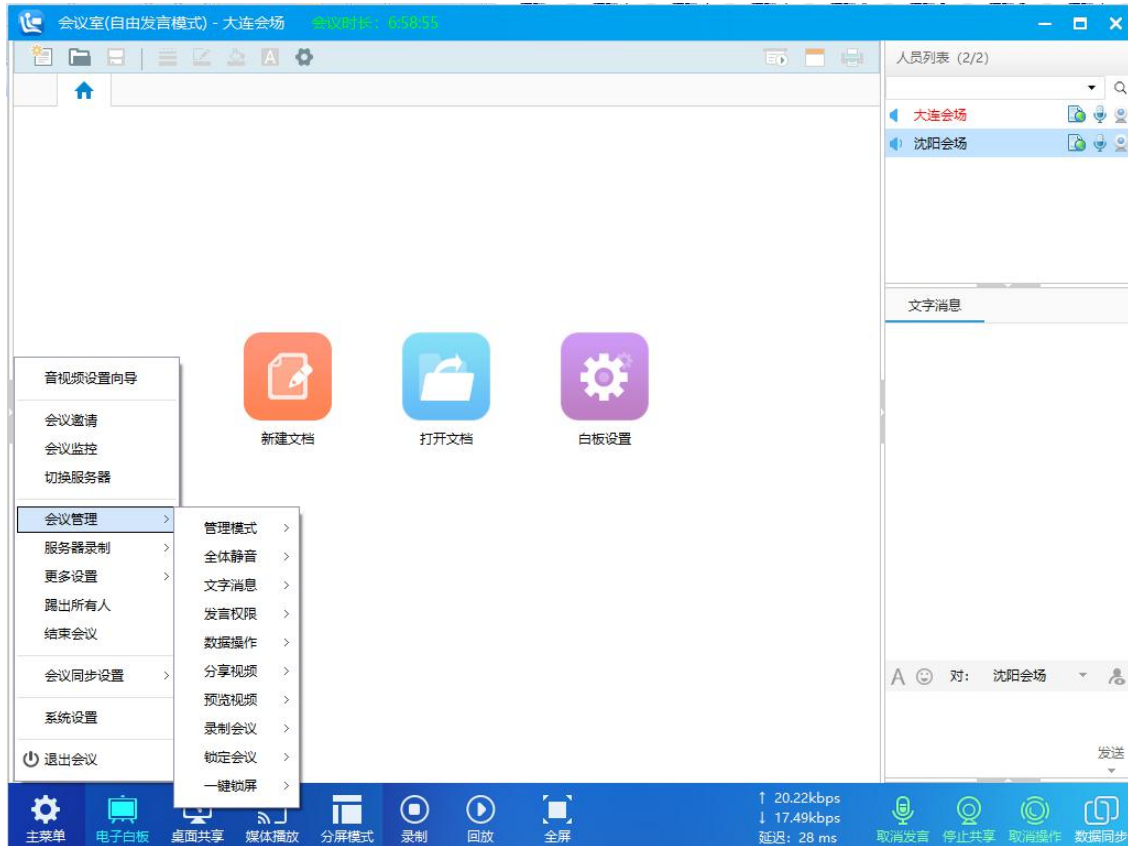 会议室(自由发言模式) - 大连会场 会议时长: 6:58:55
人员列表 (2/2)
大连会场
沈阳会场
文字消息
新建文档 打开文档 白板设置
音视频设置向导
会议邀请
会议监控
切换服务器
会议管理
服务器录制
更多设置
踢出所有人
结束会议
会议同步设置
系统设置
退出会议
管理模式
全体静音
文字消息
发言权限
数据操作
分享视频
预览视频
录制会议
锁定会议
一键锁屏
A 对: 沈阳会场
发送
主菜单 电子白板 桌面共享 媒体播放 分屏模式 录制 回放 全屏
↑ 20.22kbps
↓ 17.49kbps
延迟: 28 ms
取消发言 停止共享 取消操作 数据同步